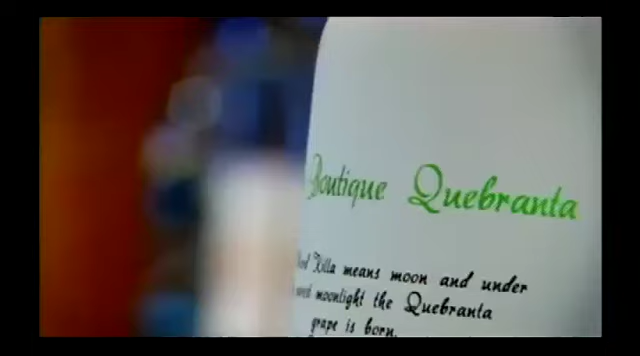 Boutique Quebranta
Killa means moon and under
moonlight the Quebranta
grape is born.